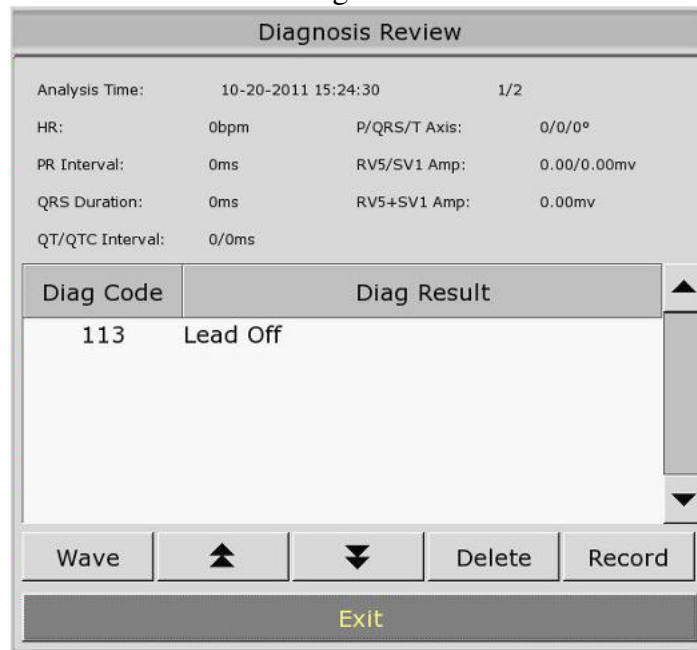 Diagnosis Review
Analysis Time: 10-20-2011 15:24:30 1/2
HR: 0bpm P/QRS/T Axis: 0/0/0°
PR Interval: 0ms RV5/SV1 Amp: 0.00/0.00mv
QRS Duration: 0ms RV5+SV1 Amp: 0.00mv
QT/QTC Interval: 0/0ms
Diag Code Diag Result
113 Lead Off
Wave Delete Record
Exit